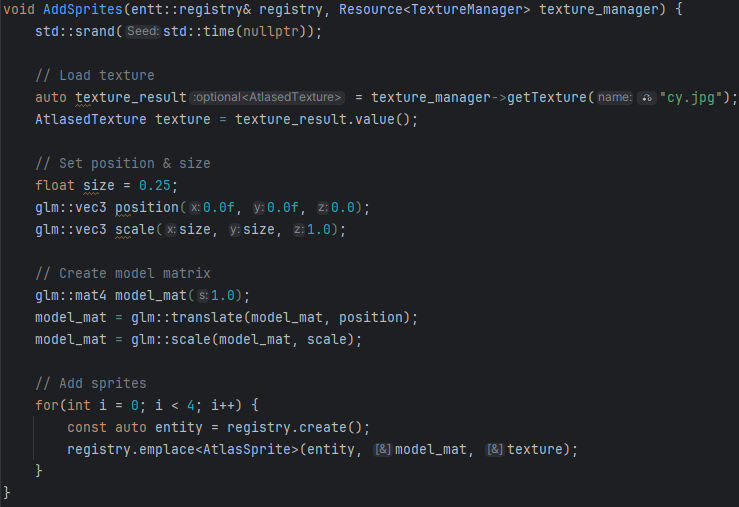 void AddSprites(entt::registry& registry, Resource<TextureManager> texture_manager) {
    std::srand(Seed:std::time(nullptr));

    // Load texture
    auto texture_result:optional<AtlasedTexture> = texture_manager->getTexture(name: "cy.jpg");
    AtlasedTexture texture = texture_result.value();

    // Set position & size
    float size = 0.25;
    glm::vec3 position(x:0.0f, y:0.0f, z:0.0);
    glm::vec3 scale(x:size, y:size, z:1.0);

    // Create model matrix
    glm::mat4 model_mat(s:1.0);
    model_mat = glm::translate(model_mat, position);
    model_mat = glm::scale(model_mat, scale);

    // Add sprites
    for(int i = 0; i < 4; i++) {
        const auto entity = registry.create();
        registry.emplace<AtlasSprite>(entity, [&]model_mat, [&]texture);
    }
}